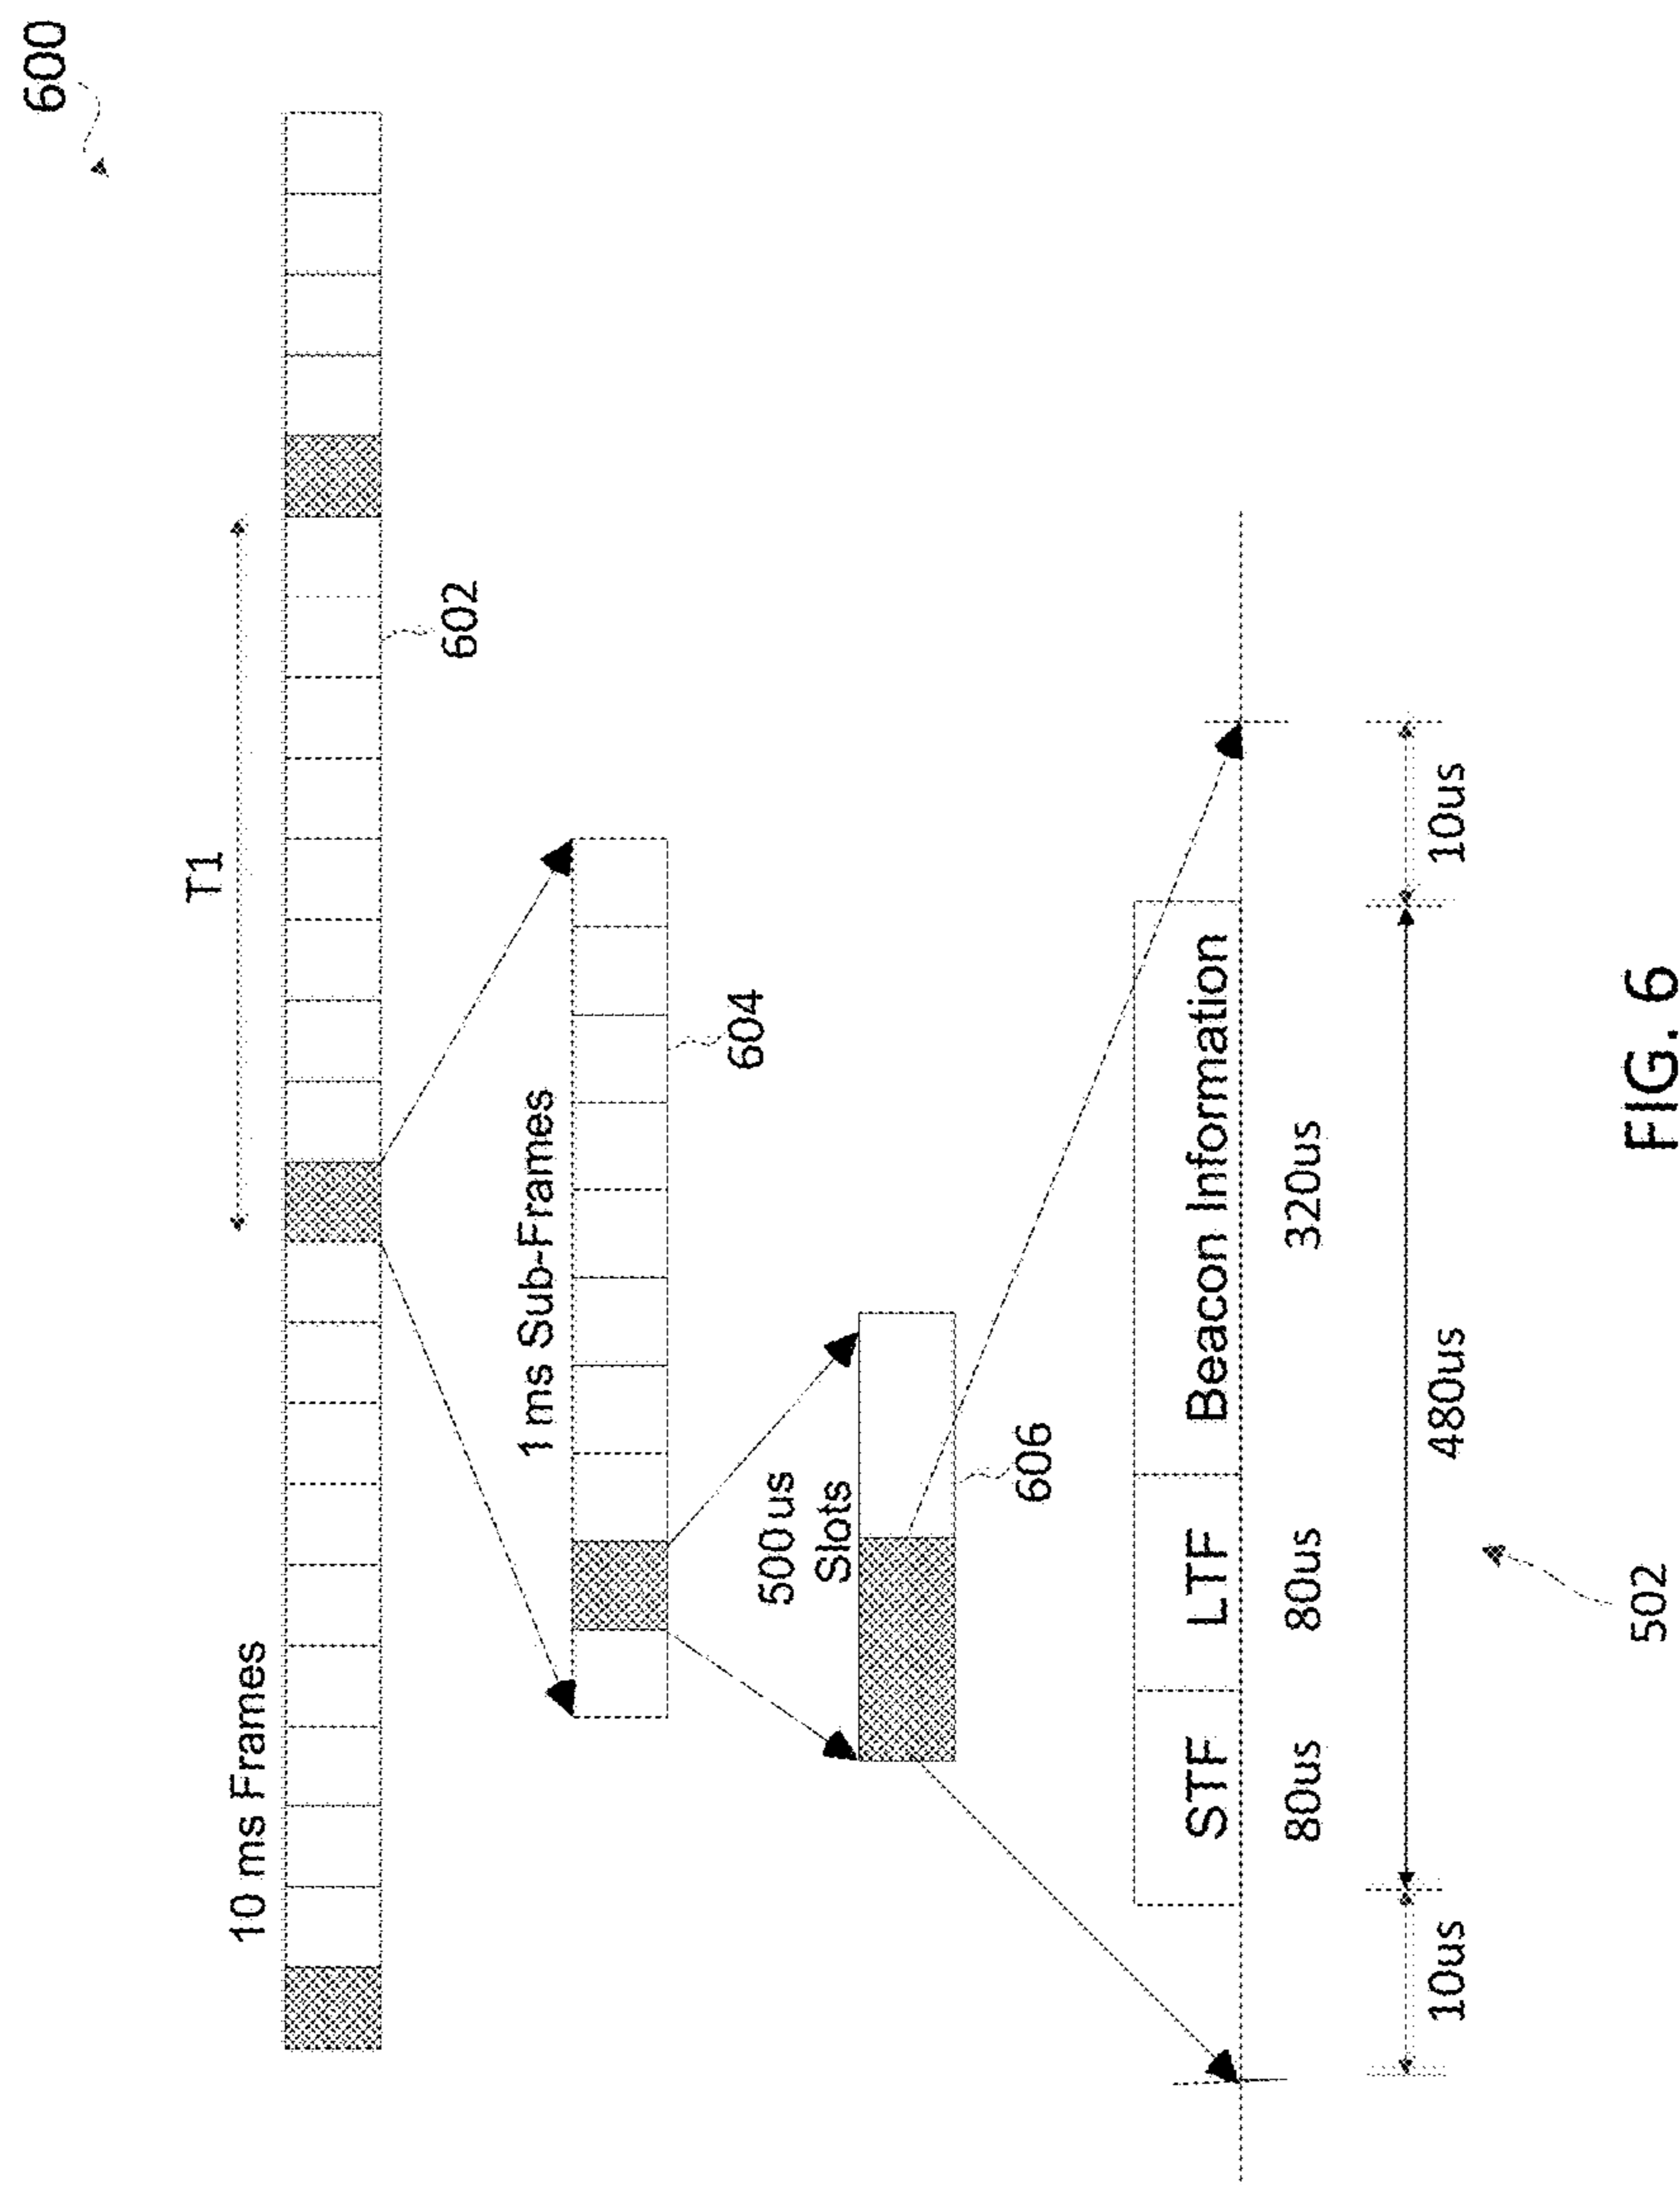 600
T1
10 ms Frames
602
1 ms Sub-Frames
604
500us
Slots
606
STF
LTF
Beacon Information
80us
80us
320us
10us
480us
10us
502
FIG. 6